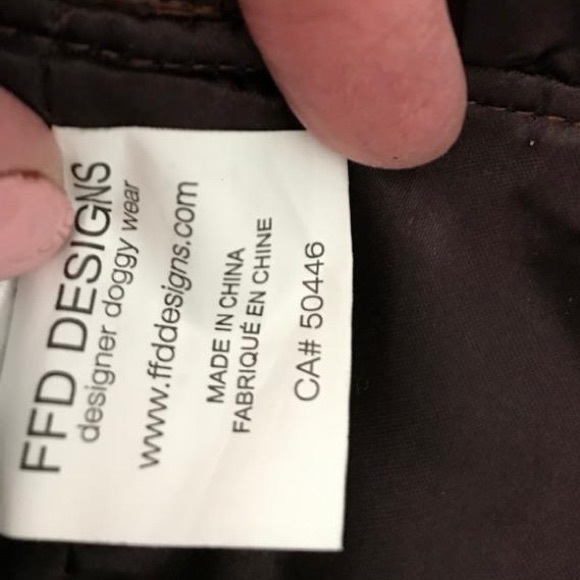 FFD DESIGNS
designer doggy wear
www.ffddesigns.com
MADE IN CHINA
FABRIQUÉ EN CHINE
CA# 50446